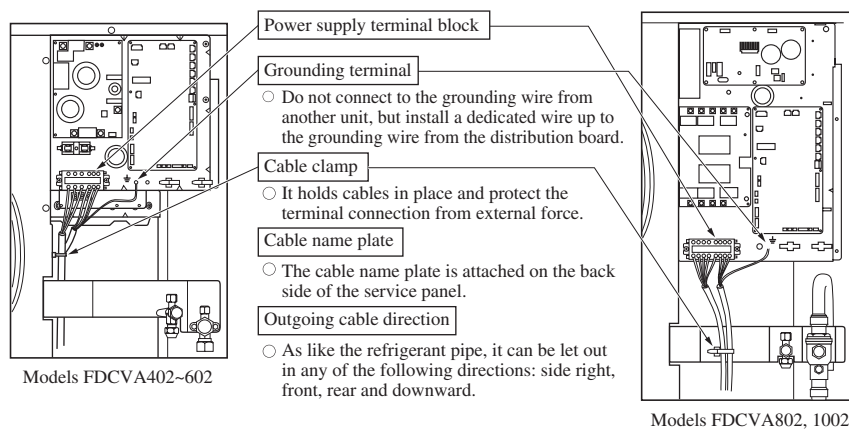 Power supply terminal block
Grounding terminal
○ Do not connect to the grounding wire from
another unit, but install a dedicated wire up to
the grounding wire from the distribution board.
Cable clamp
○ It holds cables in place and protect the
terminal connection from external force.
Cable name plate
○ The cable name plate is attached on the back
side of the service panel.
Outgoing cable direction
○ As like the refrigerant pipe, it can be let out
in any of the following directions: side right,
front, rear and downward.
Models FDCVA402~602
Models FDCVA802, 1002